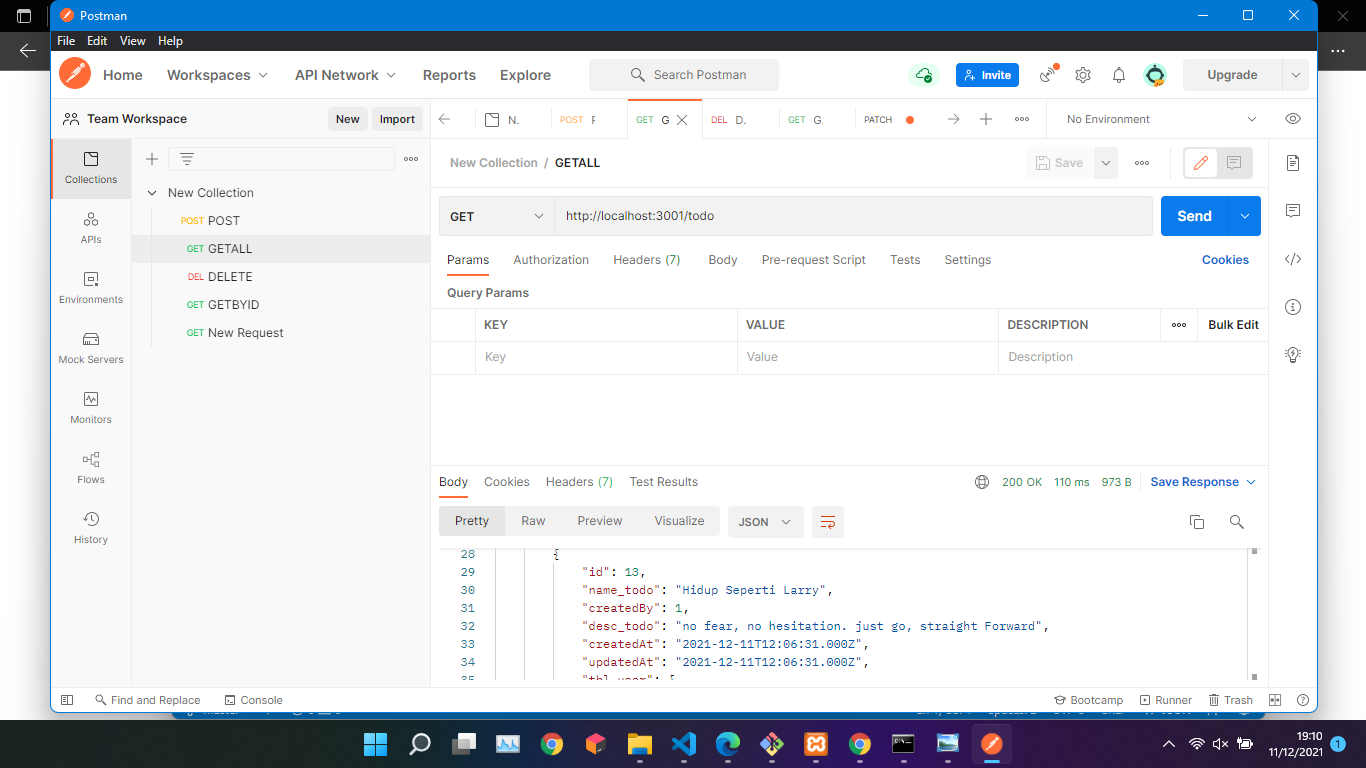 Postman
File Edit View Help
Home Workspaces API Network Reports Explore Search Postman Invite Upgrade
Team Workspace New Import N. POST GET G DEL D. GET G. PATCH No Environment
Collections
APIs
Environments
Mock Servers
Monitors
Flows
History
New Collection
POST POST
GET GETALL
DEL DELETE
GET GETBYID
GET New Request
New Collection / GETALL Save
GET http://localhost:3001/todo Send
Params Authorization Headers (7) Body Pre-request Script Tests Settings Cookies
Query Params
KEY VALUE DESCRIPTION Bulk Edit
Key Value Description
Body Cookies Headers (7) Test Results 200 OK 110 ms 973 B Save Response
Pretty Raw Preview Visualize JSON
28 {
29 "id": 13,
30 "name_todo": "Hidup Seperti Larry",
31 "createdBy": 1,
32 "desc_todo": "no fear, no hesitation. just go, straight Forward",
33 "createdAt": "2021-12-11T12:06:31.000Z",
34 "updatedAt": "2021-12-11T12:06:31.000Z",
35 "tbl_user": [
Find and Replace Console Bootcamp Runner Trash
19:10
11/12/2021
1